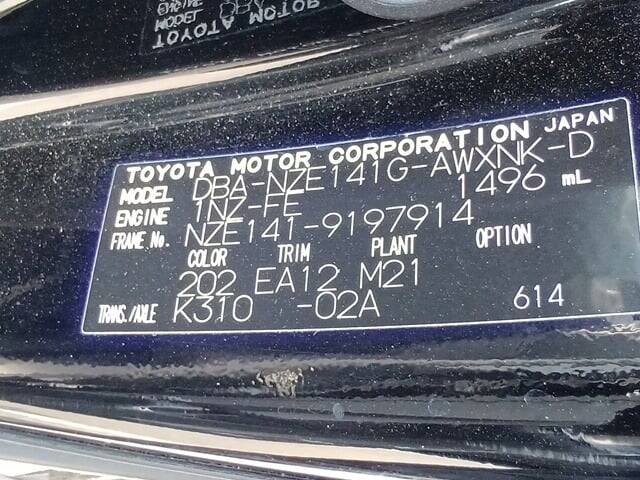 TOYOTA MOTOR CORPORATION JAPAN
MODEL DBA-NZE141G-AWXNK-D
ENGINE 1NZ-FE 1496 mL
FRAME No. NZE141-9197914
COLOR TRIM PLANT OPTION
202 EA12 M21
TRANS./AXLE K310 -02A 614